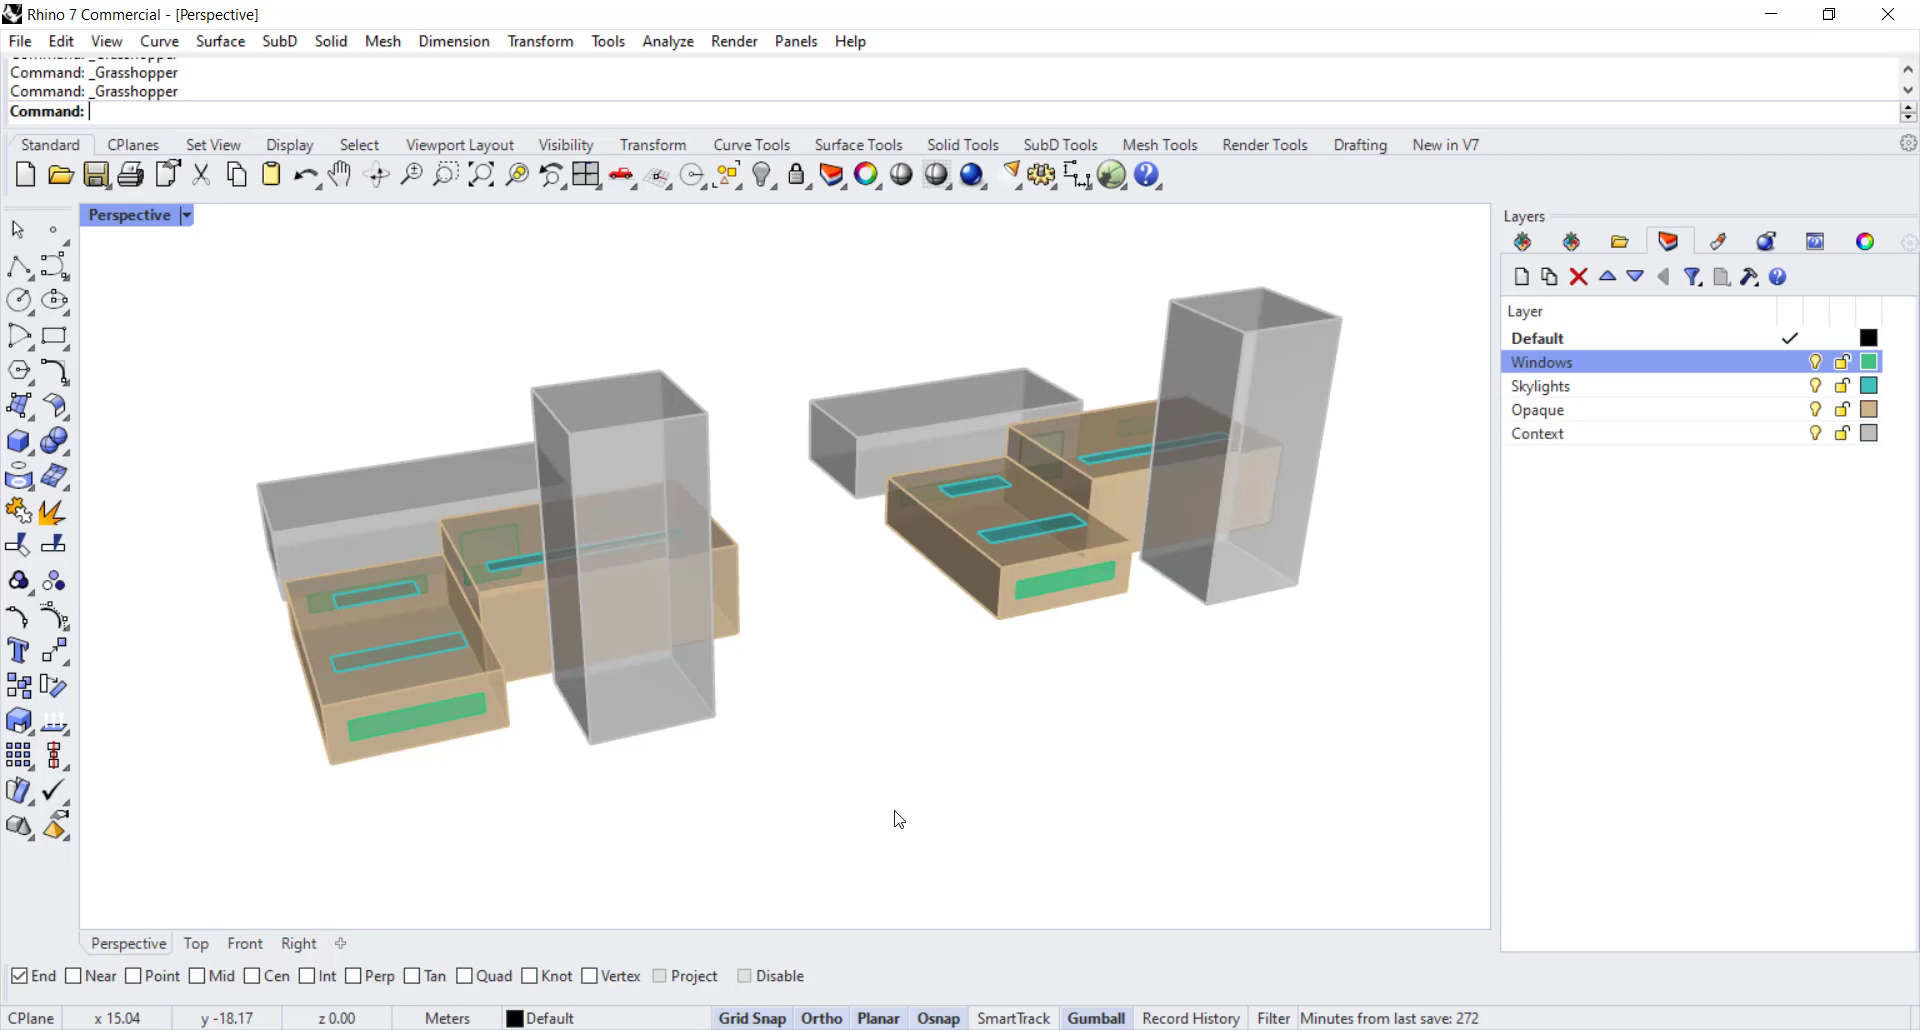 Rhino 7 Commercial - [Perspective]
File Edit View Curve Surface SubD Solid Mesh Dimension Transform Tools Analyze Render Panels Help
Command: _Grasshopper
Command: _Grasshopper
Command:
Standard CPlanes Set View Display Select Viewport Layout Visibility Transform Curve Tools Surface Tools Solid Tools SubD Tools Mesh Tools Render Tools Drafting New in V7
Perspective
Layers
Layer
Default
Windows
Skylights
Opaque
Context
Perspective Top Front Right
End Near Point Mid Cen Int Perp Tan Quad Knot Vertex Project Disable
CPlane x 15.04 y -18.17 z 0.00 Meters Default Grid Snap Ortho Planar Osnap SmartTrack Gumball Record History Filter Minutes from last save: 272